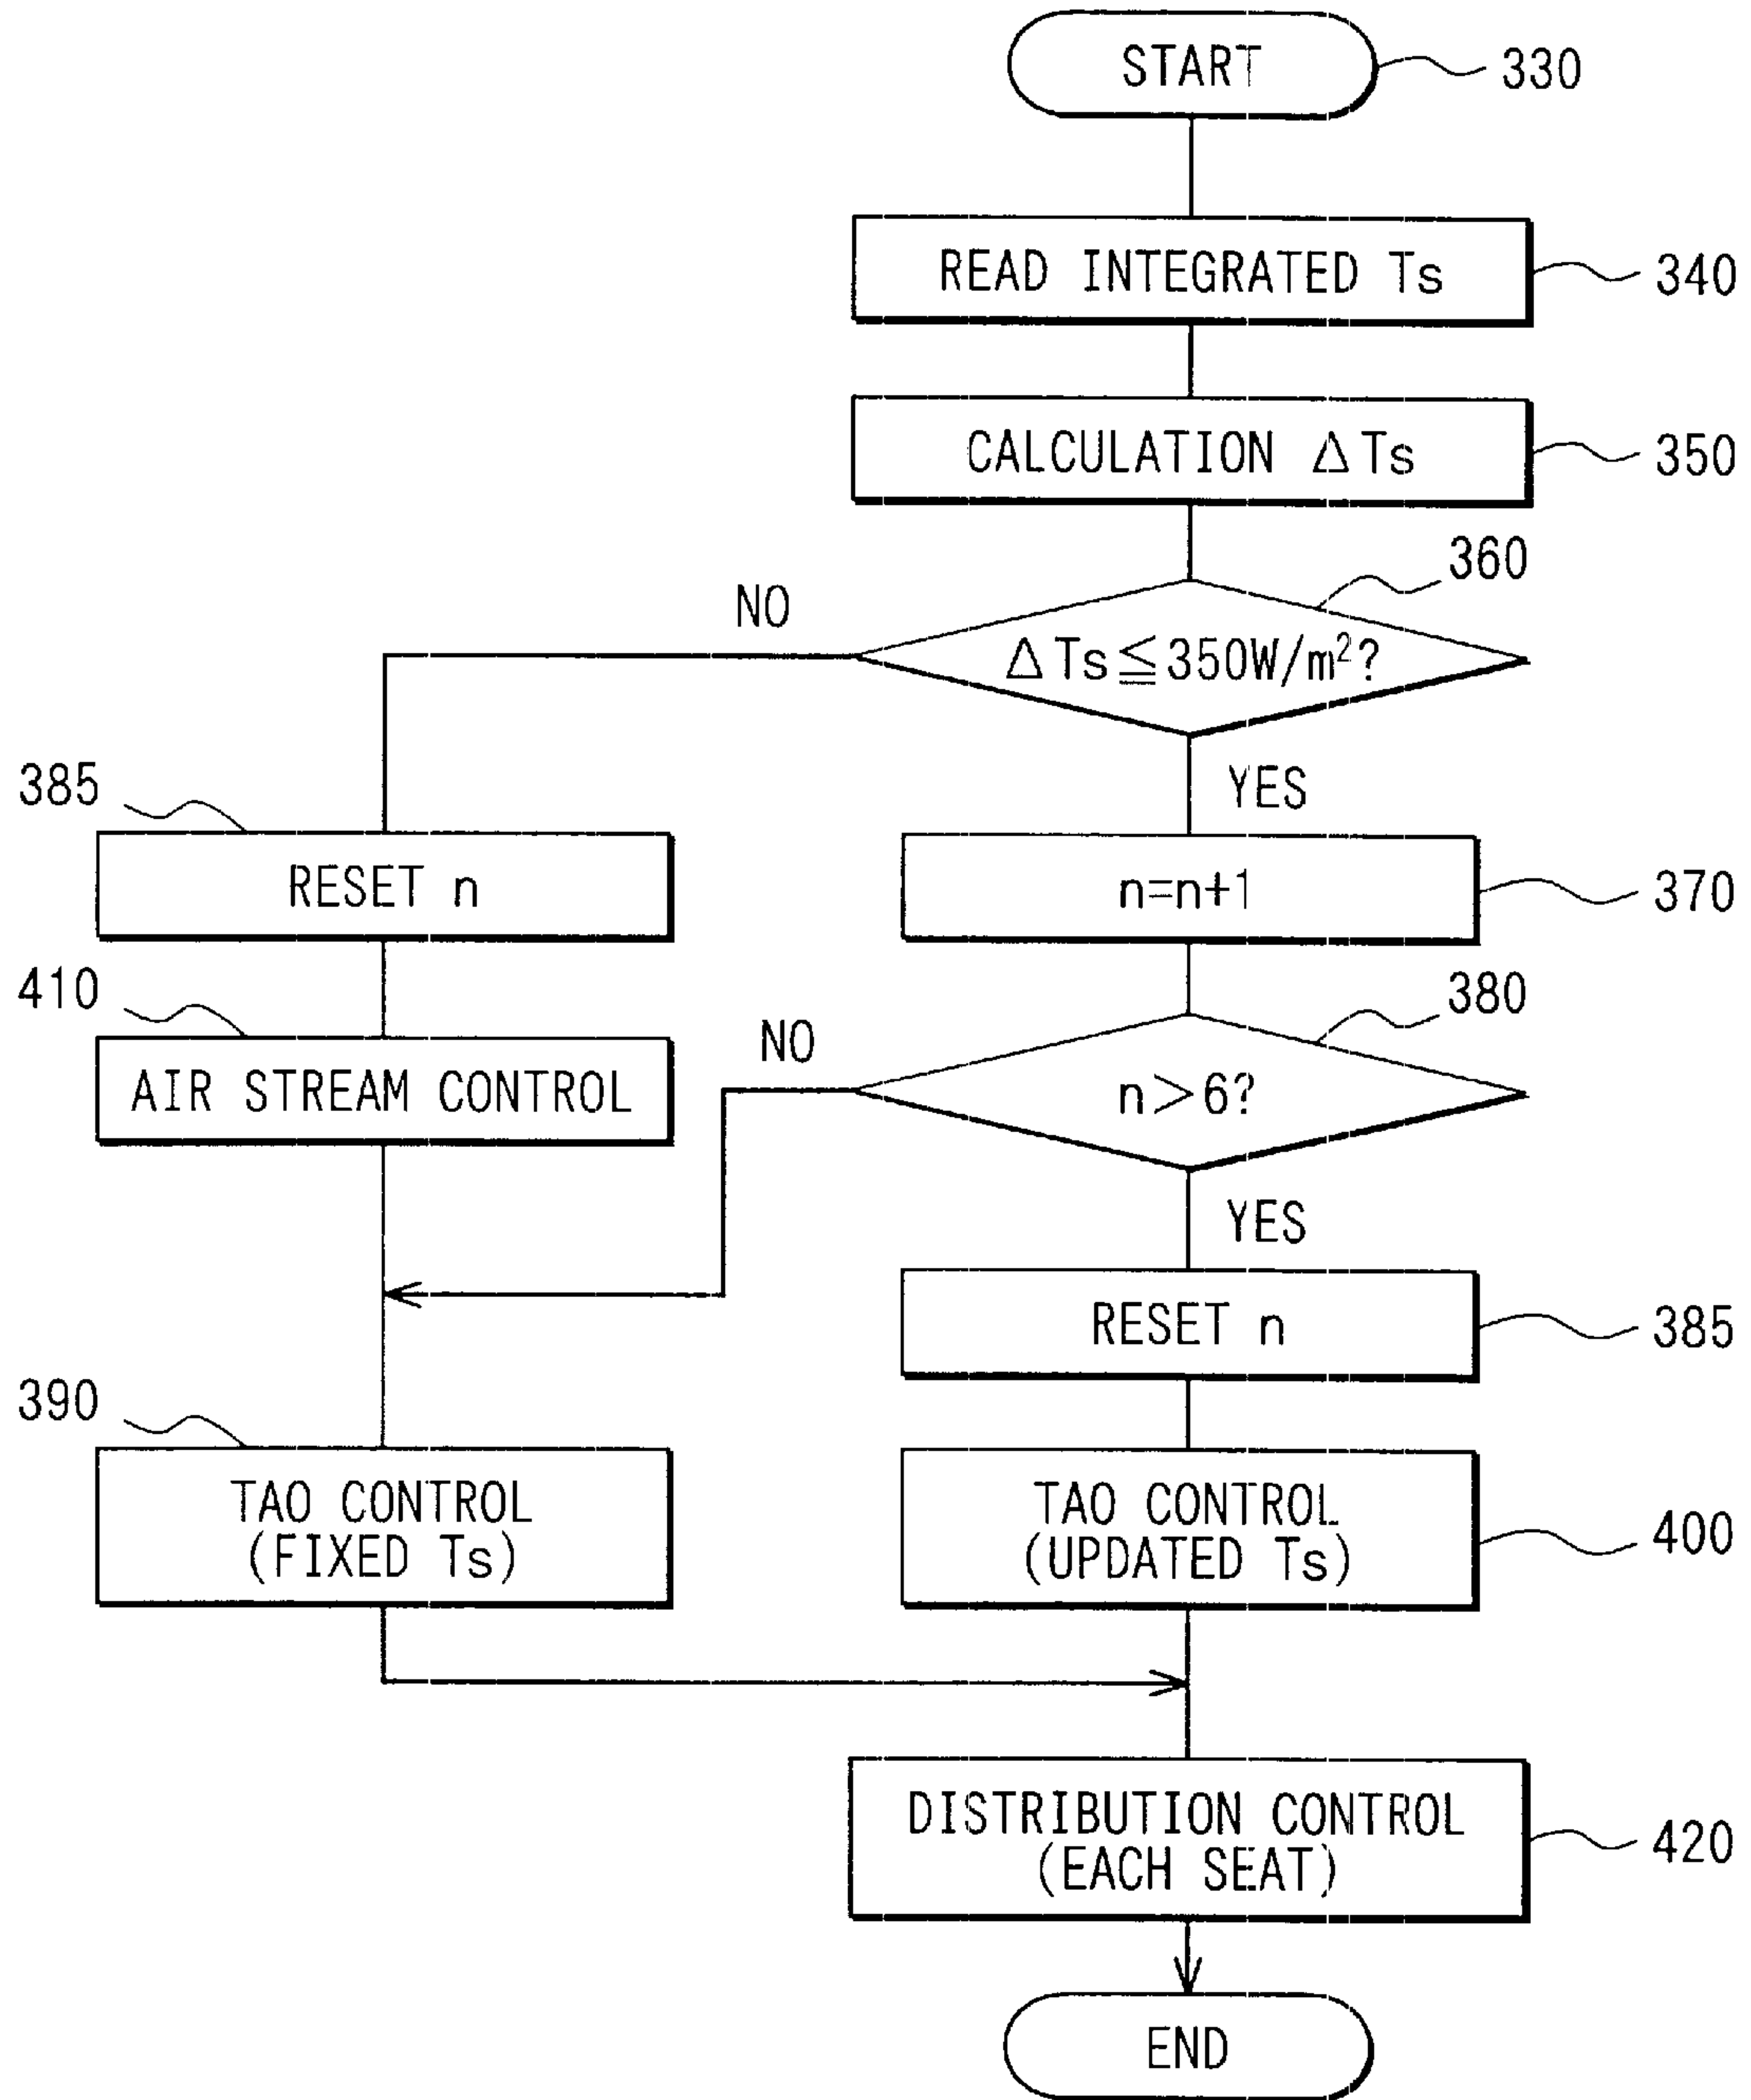 START
330
READ INTEGRATED Ts
340
CALCULATION ΔTs
350
360
ΔTs≦350W/m²?
NO
YES
385
RESET n
n=n+1
370
410
AIR STREAM CONTROL
380
n>6?
NO
YES
RESET n
385
390
TAO CONTROL
(FIXED Ts)
TAO CONTROL
(UPDATED Ts)
400
DISTRIBUTION CONTROL
(EACH SEAT)
420
END